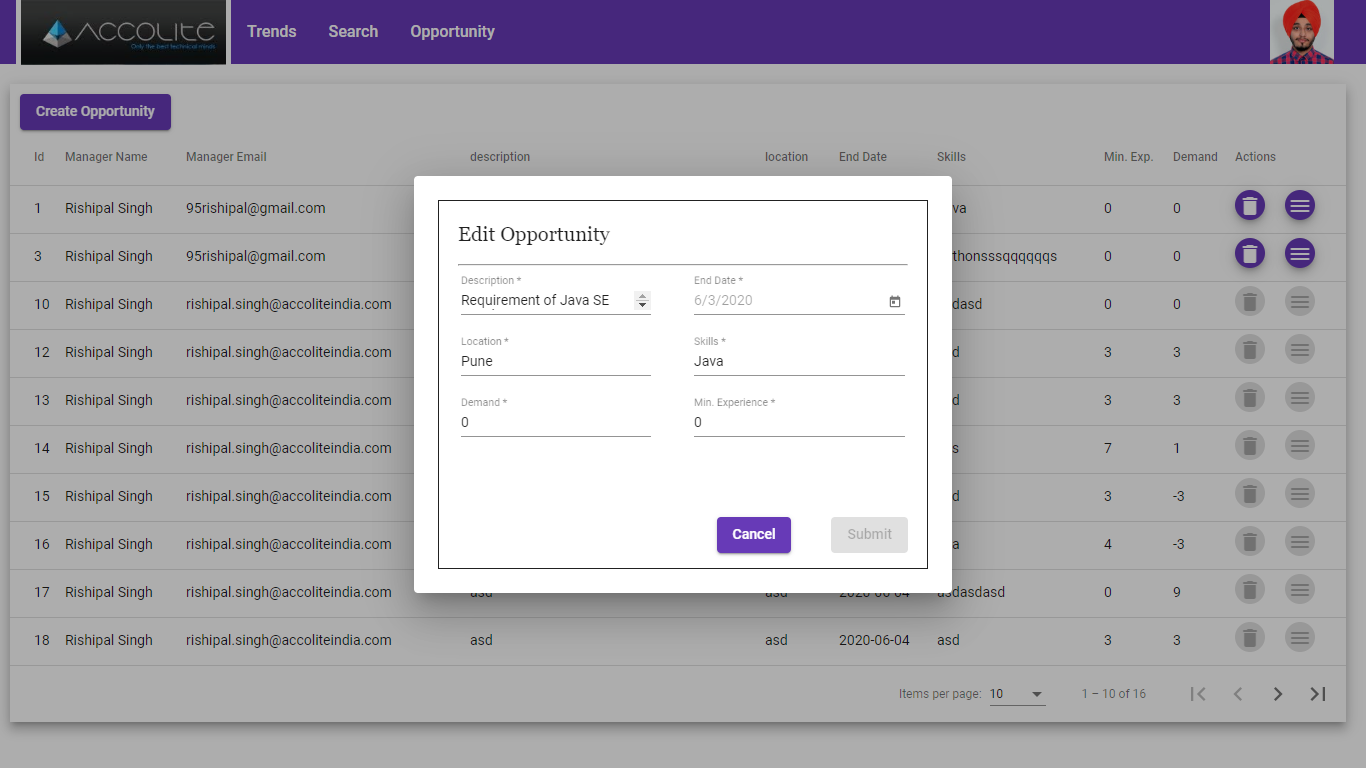 ACCOLITE
Only the best technical minds
Trends Search Opportunity
Create Opportunity
Id Manager Name Manager Email description location End Date Skills Min. Exp. Demand Actions
1 Rishipal Singh 95rishipal@gmail.com va 0 0
3 Rishipal Singh 95rishipal@gmail.com thonsssqqqqqqs 0 0
10 Rishipal Singh rishipal.singh@accoliteindia.com dasd 0 0
12 Rishipal Singh rishipal.singh@accoliteindia.com d 3 3
13 Rishipal Singh rishipal.singh@accoliteindia.com d 3 3
14 Rishipal Singh rishipal.singh@accoliteindia.com s 7 1
15 Rishipal Singh rishipal.singh@accoliteindia.com d 3 -3
16 Rishipal Singh rishipal.singh@accoliteindia.com a 4 -3
17 Rishipal Singh rishipal.singh@accoliteindia.com asd asd 2020-06-04 asdasdasd 0 9
18 Rishipal Singh rishipal.singh@accoliteindia.com asd asd 2020-06-04 asd 3 3
Items per page: 10 1 – 10 of 16
Edit Opportunity
Description * End Date *
Requirement of Java SE 6/3/2020
Location * Skills *
Pune Java
Demand * Min. Experience *
0 0
Cancel Submit